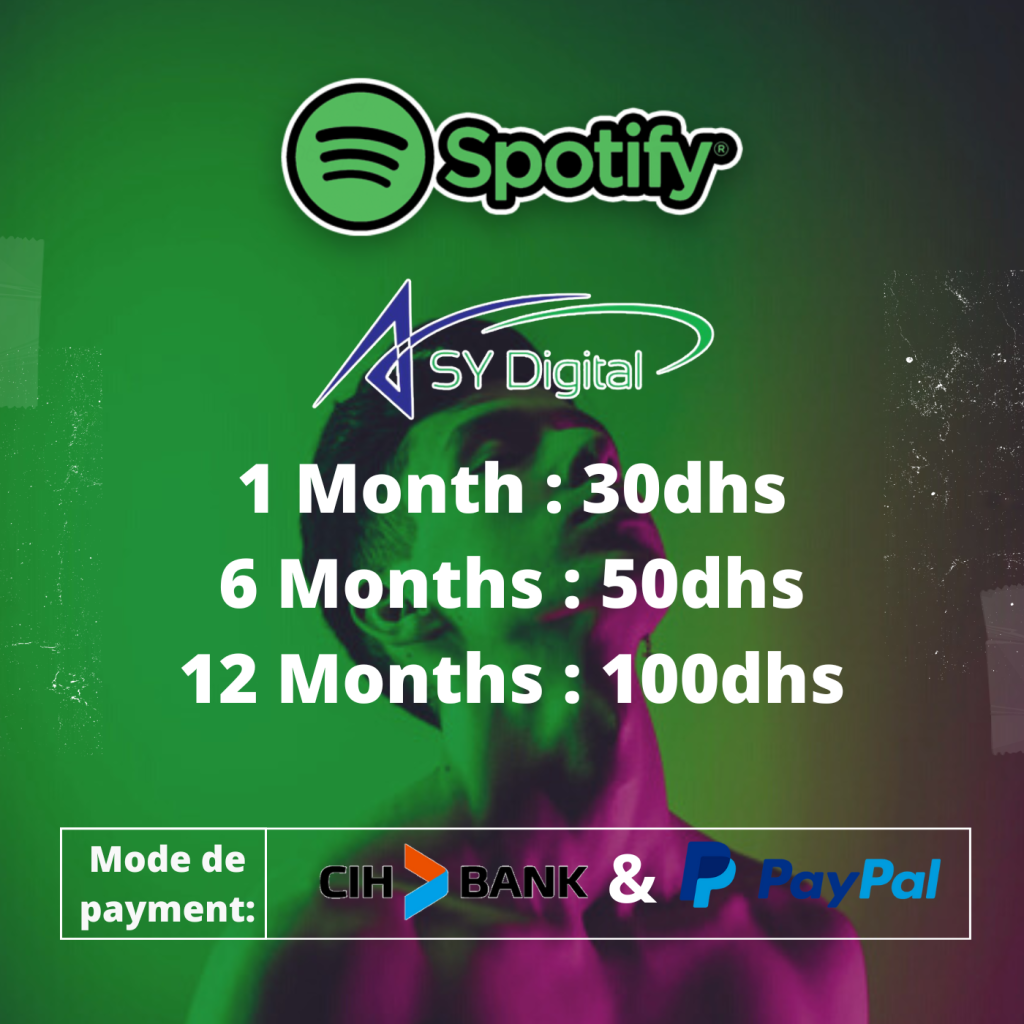 Spotify®
SY Digital
1 Month : 30dhs
6 Months : 50dhs
12 Months : 100dhs
Mode de
payment:
CIH BANK & PayPal